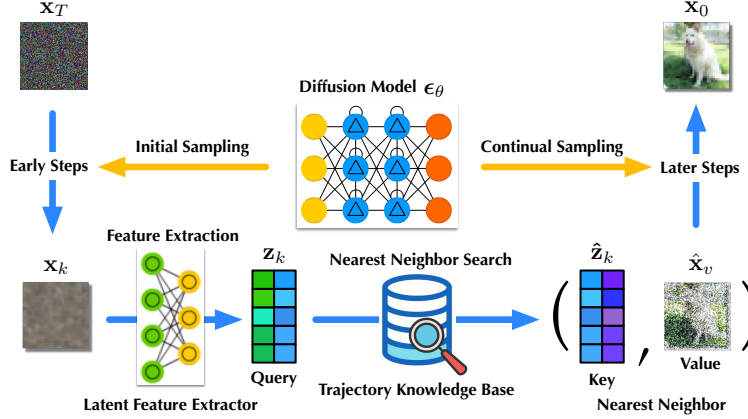 x_T
x_0
Diffusion Model ϵ_θ
Initial Sampling
Continual Sampling
Early Steps
Later Steps
x_k
Feature Extraction
z_k
Nearest Neighbor Search
ẑ_k
x̂_v
( , )
Query
Key
Value
Latent Feature Extractor
Trajectory Knowledge Base
Nearest Neighbor